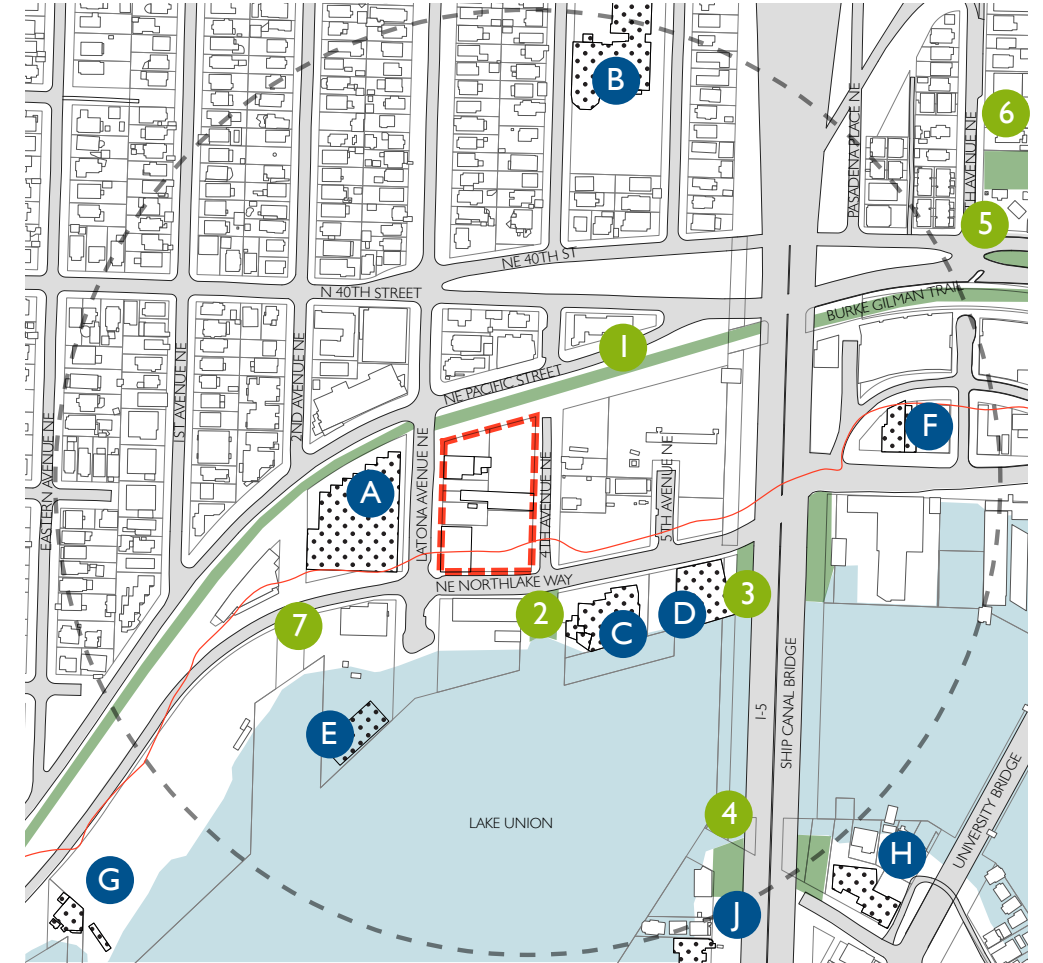 B
6
PASADENA PLACE NE
H AVENUE NE
5
NE 40TH ST
N 40TH STREET
BURKE GILMAN TRAIL
1
NE PACIFIC STREET
1ST AVENUE NE
2ND AVENUE NE
EASTERN AVENUE NE
LATONA AVENUE NE
4TH AVENUE NE
5TH AVENUE NE
F
A
NE NORTHLAKE WAY
7
2
C
D
3
E
I-5
SHIP CANAL BRIDGE
UNIVERSITY BRIDGE
LAKE UNION
4
H
G
J